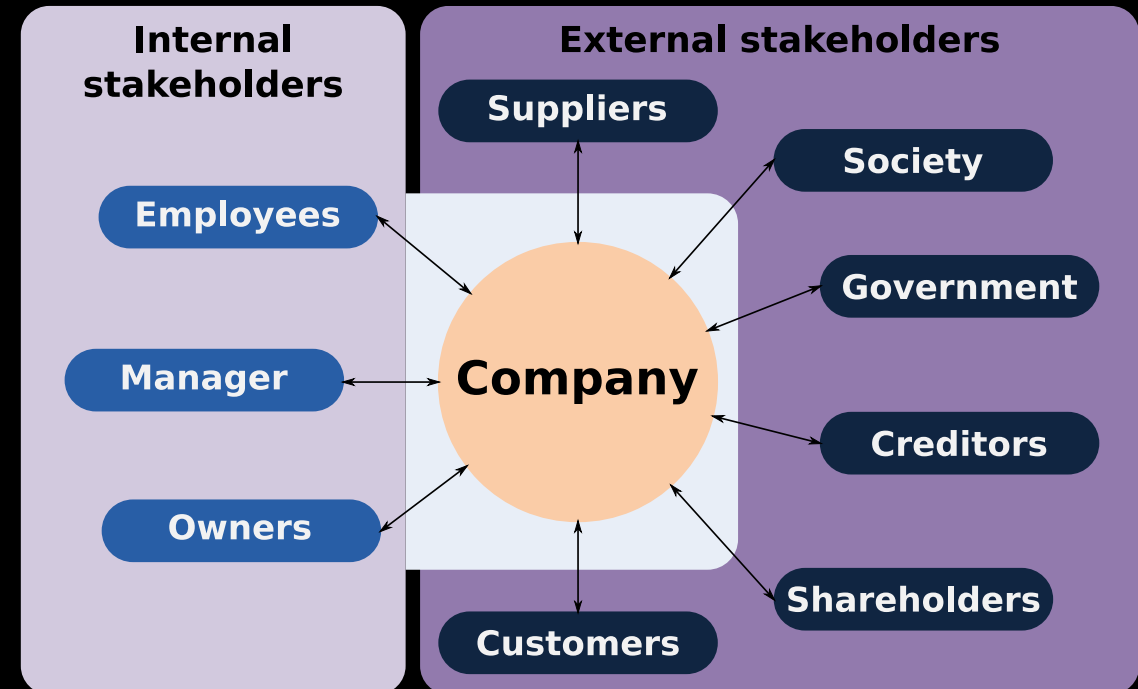 Internal
stakeholders
Employees
Manager
Owners
External stakeholders
Suppliers
Society
Government
Company
Creditors
Shareholders
Customers